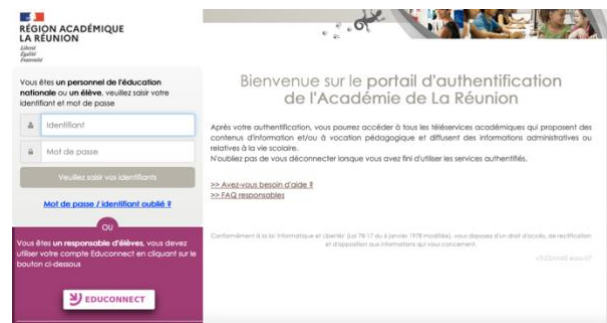 RÉGION ACADÉMIQUE
LA RÉUNION
Liberté
Égalité
Fraternité
Vous êtes un personnel de l'éducation
nationale ou un élève, veuillez saisir votre
identifiant et mot de passe
Identifiant
Mot de passe
Veuillez saisir vos identifiants
Mot de passe / identifiant oublié ?
OU
Vous êtes un responsable d'élèves, vous devez
utiliser votre compte Educonnect en cliquant sur le
bouton ci-dessous
EDUCONNECT
Bienvenue sur le portail d'authentification
de l'Académie de La Réunion
Après votre authentification, vous pourrez accéder à tous les téléservices académiques qui proposent des
contenus d'information et/ou à vocation pédagogique et diffusent des informations administratives ou
relatives à la vie scolaire.
N'oubliez pas de vous déconnecter lorsque vous avez fini d'utiliser les services authentifiés.
>> Avez-vous besoin d'aide ?
>> FAQ responsables
Conformément à la loi Informatique et Libertés (Loi 78-17 du 6 janvier 1978 modifiée), vous disposez d'un droit d'accès, de rectification
et d'opposition aux informations qui vous concernent.